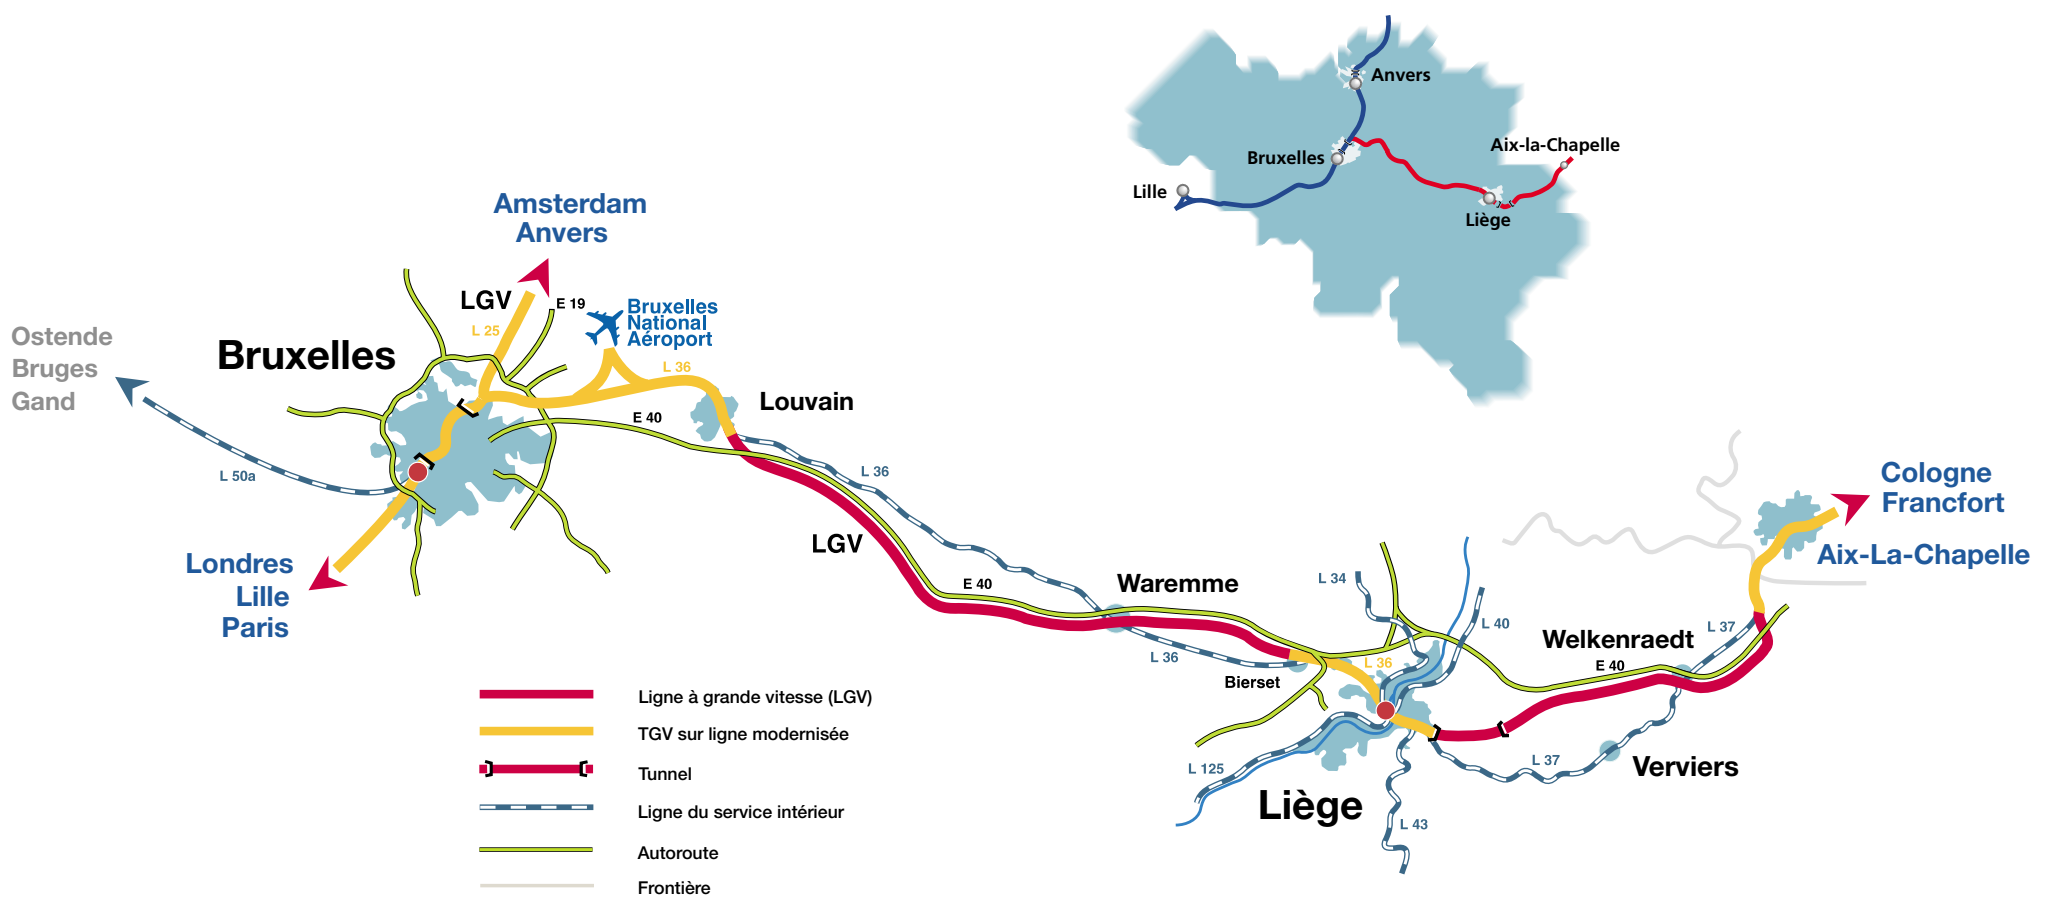 Anvers
Bruxelles
Aix-la-Chapelle
Lille
Liège
Amsterdam
Anvers
LGV
E 19
L 25
Bruxelles
National
Aéroport
Ostende
Bruges
Gand
Bruxelles
L 36
Louvain
E 40
L 50a
L 36
LGV
Londres
Lille
Paris
E 40
Waremme
L 36
Bierset
L 34
L 36
L 40
Welkenraedt
L 37
E 40
Cologne
Francfort
Aix-La-Chapelle
L 125
Liège
L 43
L 37
Verviers
Ligne à grande vitesse (LGV)
TGV sur ligne modernisée
Tunnel
Ligne du service intérieur
Autoroute
Frontière